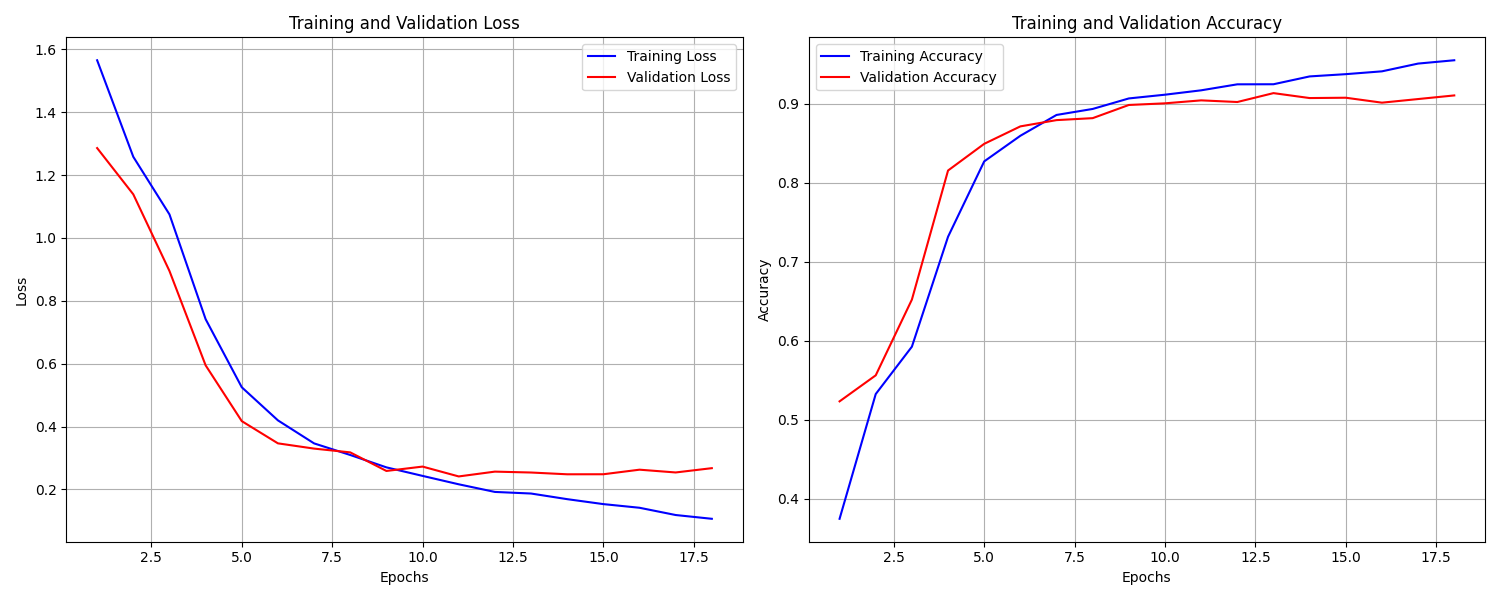 Training and Validation Loss
Training Loss
Validation Loss
1.6
1.4
1.2
1.0
0.8
0.6
0.4
0.2
Loss
2.5
5.0
7.5
10.0
12.5
15.0
17.5
Epochs
Training and Validation Accuracy
Training Accuracy
Validation Accuracy
0.9
0.8
0.7
0.6
0.5
0.4
Accuracy
2.5
5.0
7.5
10.0
12.5
15.0
17.5
Epochs